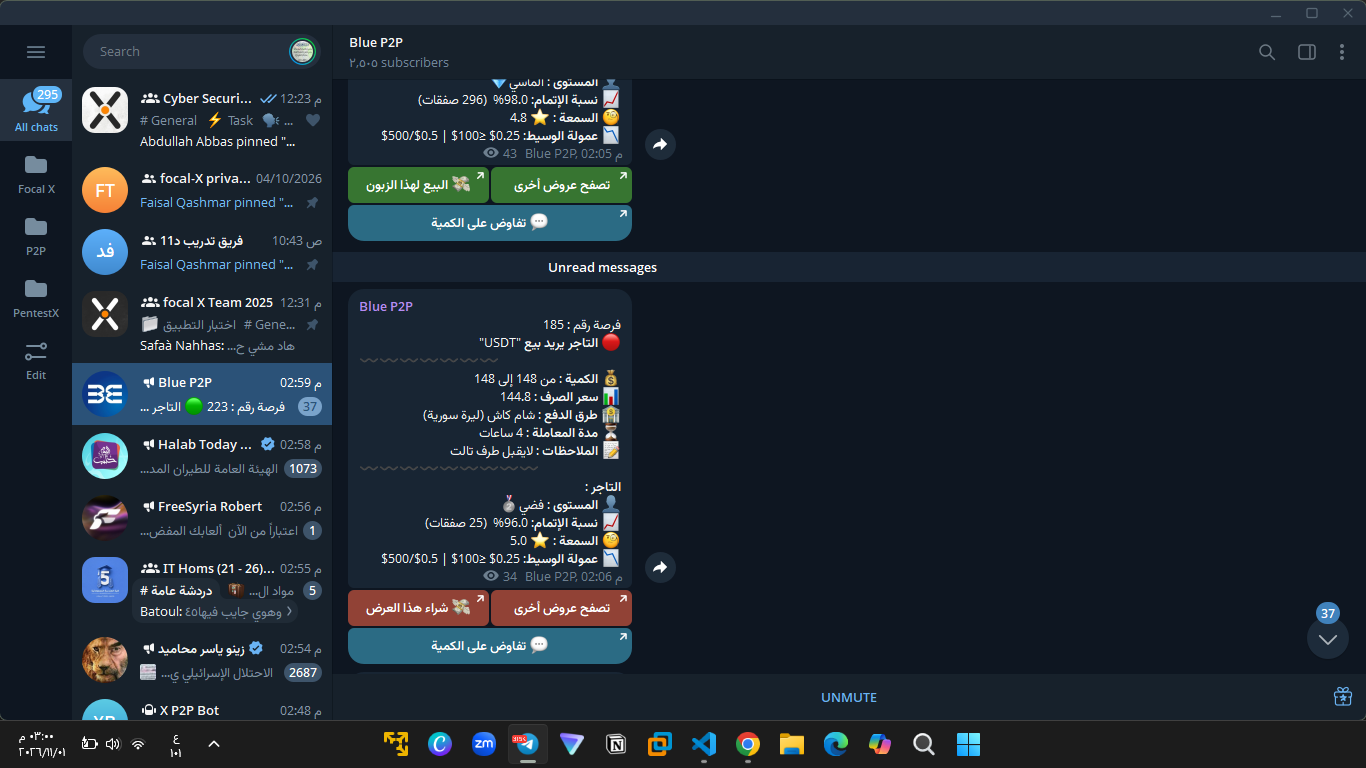 Search
295
All chats
Focal X
P2P
PentestX
Edit
Cyber Securi... 12:23 م
# General ⚡ Task 🗣 ...
Abdullah Abbas pinned "...
FT
focal-X priva... 04/10/2026
Faisal Qashmar pinned "...
فد
فريق تدريب د11 10:43 ص
Faisal Qashmar pinned "...
focal X Team 2025 12:31 م
اختبار التطبيق # Gene...
Safaà Nahhas: هاد مشي ح...
Blue P2P 02:59 م
فرصة رقم : 223 🟢 التاجر ... 37
Halab Today ... 02:58 م
الهيئة العامة للطيران المد... 1073
FreeSyria Robert 02:56 م
اعتباراً من الآن ألعابك المفض... 1
IT Homs (21 - 26)... 02:55 م
# دردشة عامة مواد ال... 5
Batoul: وهوي جايب فيها٤٥
زينو ياسر محاميد 02:54 م
الاحتلال الإسرائيلي ي... 2687
X P2P Bot 02:48 م
Blue P2P
٢,٥٠٥ subscribers
👤 المستوى : الماسي 💎
📈 نسبة الإتمام: 98.0% (296 صفقات)
🧐 السمعة : ⭐ 4.8
📉 عمولة الوسيط: 0.25$ ≤100$ | 0.5$/500$
43 Blue P2P, 02:05 م
تصفح عروض أخرى
💸 البيع لهذا الزبون
💬 تفاوض على الكمية
Unread messages
Blue P2P
فرصة رقم : 185
🔴 التاجر يريد بيع "USDT"
💰 الكمية : من 148 إلى 148
📊 سعر الصرف : 144.8
🏦 طرق الدفع : شام كاش (ليرة سورية)
⏳ مدة المعاملة : 4 ساعات
📝 الملاحظات : لايقبل طرف تالت
التاجر :
👤 المستوى : فضي 🥈
📈 نسبة الإتمام: 96.0% (25 صفقات)
🧐 السمعة : ⭐ 5.0
📉 عمولة الوسيط: 0.25$ ≤100$ | 0.5$/500$
34 Blue P2P, 02:06 م
تصفح عروض أخرى
💸 شراء هذا العرض
💬 تفاوض على الكمية
37
UNMUTE
٠٣:٠٠ م
٢٠٢٦/١١/٠١
zm